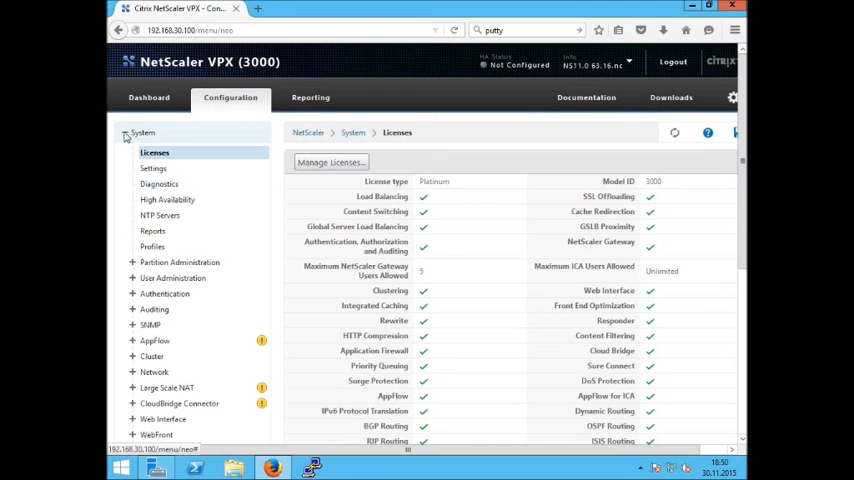 Citrix NetScaler VPX - Con...
192.168.30.100/menu/neo
putty
NetScaler VPX (3000)
HA Status
Not Configured
Info
NS11.0 63.16.nc
Logout
CITRIX
Dashboard
Configuration
Reporting
Documentation
Downloads
System
NetScaler
System
Licenses
Licenses
Settings
Diagnostics
High Availability
NTP Servers
Reports
Profiles
Partition Administration
User Administration
Authentication
Auditing
SNMP
AppFlow
Cluster
Network
Large Scale NAT
CloudBridge Connector
Web Interface
WebFront
Manage Licenses...
License type Platinum Model ID 3000
Load Balancing SSL Offloading
Content Switching Cache Redirection
Global Server Load Balancing GSLB Proximity
Authentication, Authorization
and Auditing
NetScaler Gateway
Maximum NetScaler Gateway
Users Allowed
5
Maximum ICA Users Allowed Unlimited
Clustering Web Interface
Integrated Caching Front End Optimization
Rewrite Responder
HTTP Compression Content Filtering
Application Firewall Cloud Bridge
Priority Queuing Sure Connect
Surge Protection DoS Protection
AppFlow AppFlow for ICA
IPv6 Protocol Translation Dynamic Routing
BGP Routing OSPF Routing
RIP Routing ISIS Routing
192.168.30.100/menu/neo#
18:50
30.11.2015